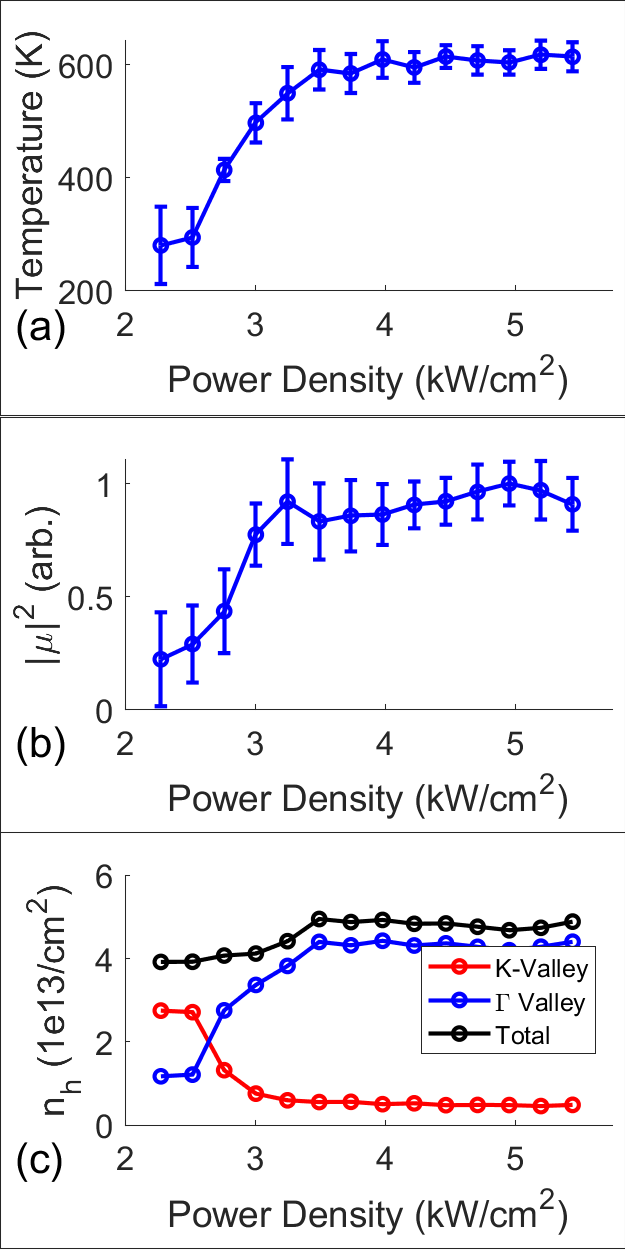 Temperature (K)
600
400
200
2 3 4 5
(a)
Power Density (kW/cm²)
|μ|² (arb.)
1
0.5
0
2 3 4 5
(b)
Power Density (kW/cm²)
n_h (1e13/cm²)
6
4
2
0
K-Valley
Γ Valley
Total
2 3 4 5
(c)
Power Density (kW/cm²)